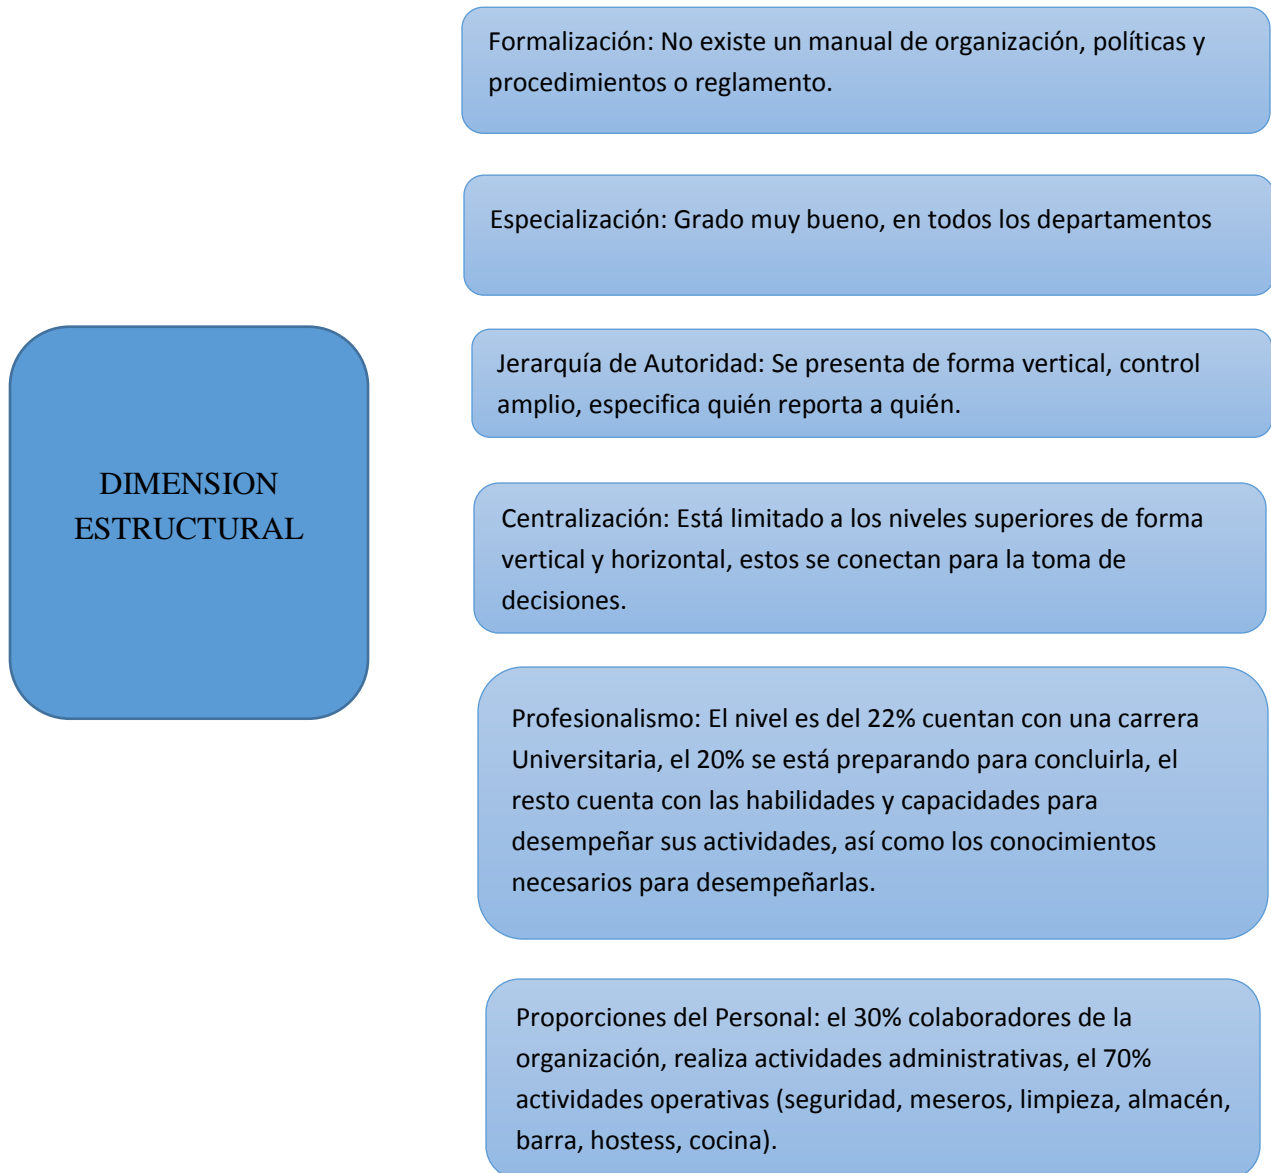 Formalización: No existe un manual de organización, políticas y
procedimientos o reglamento.
Especialización: Grado muy bueno, en todos los departamentos
Jerarquía de Autoridad: Se presenta de forma vertical, control
amplio, especifica quién reporta a quién.
DIMENSION
ESTRUCTURAL
Centralización: Está limitado a los niveles superiores de forma
vertical y horizontal, estos se conectan para la toma de
decisiones.
Profesionalismo: El nivel es del 22% cuentan con una carrera
Universitaria, el 20% se está preparando para concluirla, el
resto cuenta con las habilidades y capacidades para
desempeñar sus actividades, así como los conocimientos
necesarios para desempeñarlas.
Proporciones del Personal: el 30% colaboradores de la
organización, realiza actividades administrativas, el 70%
actividades operativas (seguridad, meseros, limpieza, almacén,
barra, hostess, cocina).